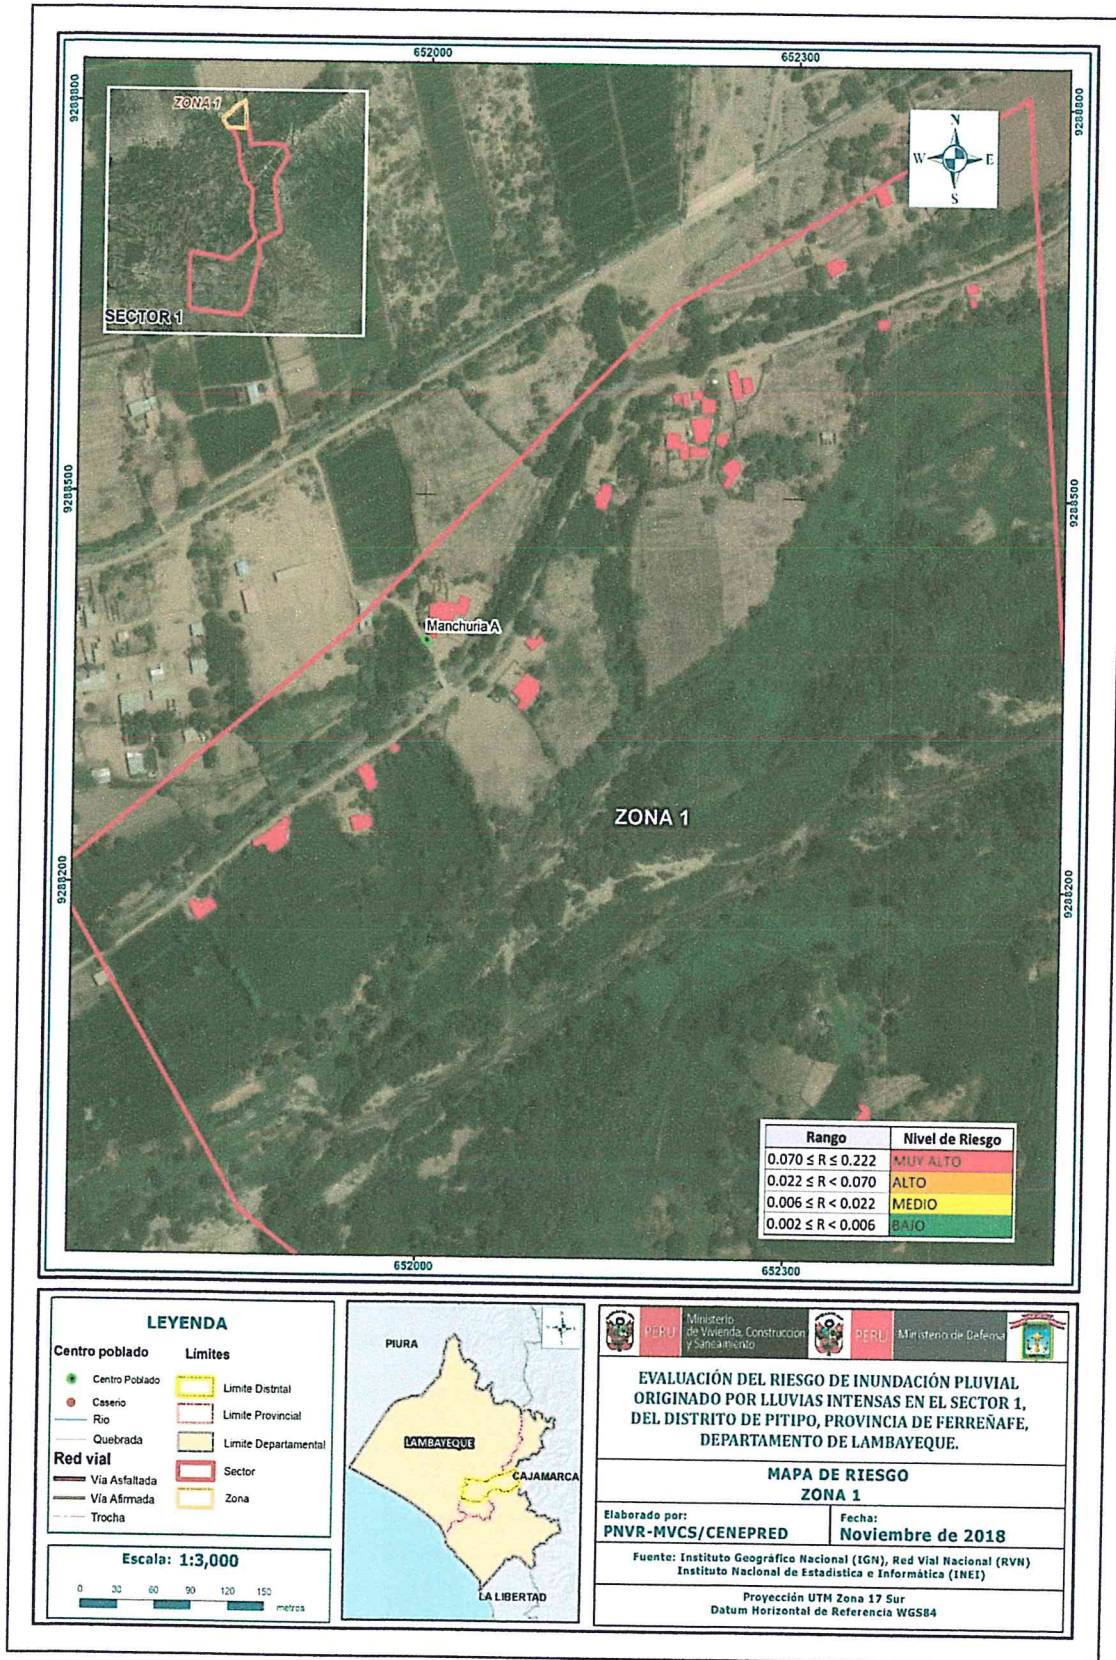 652000
652300
9288800
9288800
ZONA 1
N
W E
S
SECTOR 1
9288500
9288500
Manchuria A
ZONA 1
9288200
9288200
Rango Nivel de Riesgo
0.070 ≤ R ≤ 0.222 MUY ALTO
0.022 ≤ R < 0.070 ALTO
0.006 ≤ R < 0.022 MEDIO
0.002 ≤ R < 0.006 BAJO
652000
652300
LEYENDA
Centro poblado
Centro Poblado
Caserio
Rio
Quebrada
Red vial
Vía Asfaltada
Vía Afirmada
Trocha
Límites
Limite Distrital
Limite Provincial
Limite Departamental
Sector
Zona
Escala: 1:3,000
0 30 60 90 120 150
metros
PIURA
LAMBAYEQUE
CAJAMARCA
LA LIBERTAD
PERÚ
Ministerio
de Vivienda, Construcción
y Saneamiento
PERÚ
Ministerio de Defensa
EVALUACIÓN DEL RIESGO DE INUNDACIÓN PLUVIAL
ORIGINADO POR LLUVIAS INTENSAS EN EL SECTOR 1,
DEL DISTRITO DE PITIPO, PROVINCIA DE FERREÑAFE,
DEPARTAMENTO DE LAMBAYEQUE.
MAPA DE RIESGO
ZONA 1
Elaborado por:
PNVR-MVCS/CENEPRED
Fecha:
Noviembre de 2018
Fuente: Instituto Geográfico Nacional (IGN), Red Vial Nacional (RVN)
Instituto Nacional de Estadistica e Informática (INEI)
Proyección UTM Zona 17 Sur
Datum Horizontal de Referencia WGS84